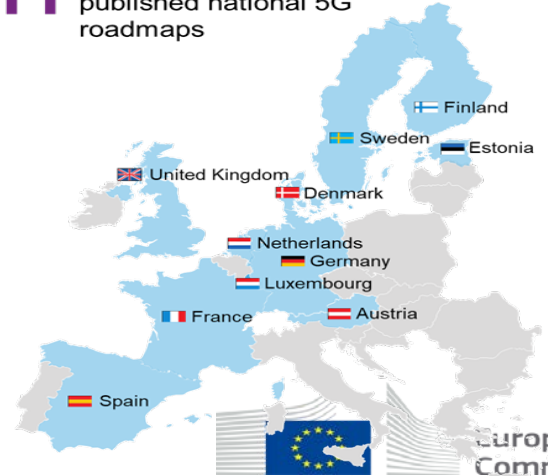 published national 5G
roadmaps
Finland
Sweden
Estonia
United Kingdom
Denmark
Netherlands
Germany
Luxembourg
France
Austria
Spain